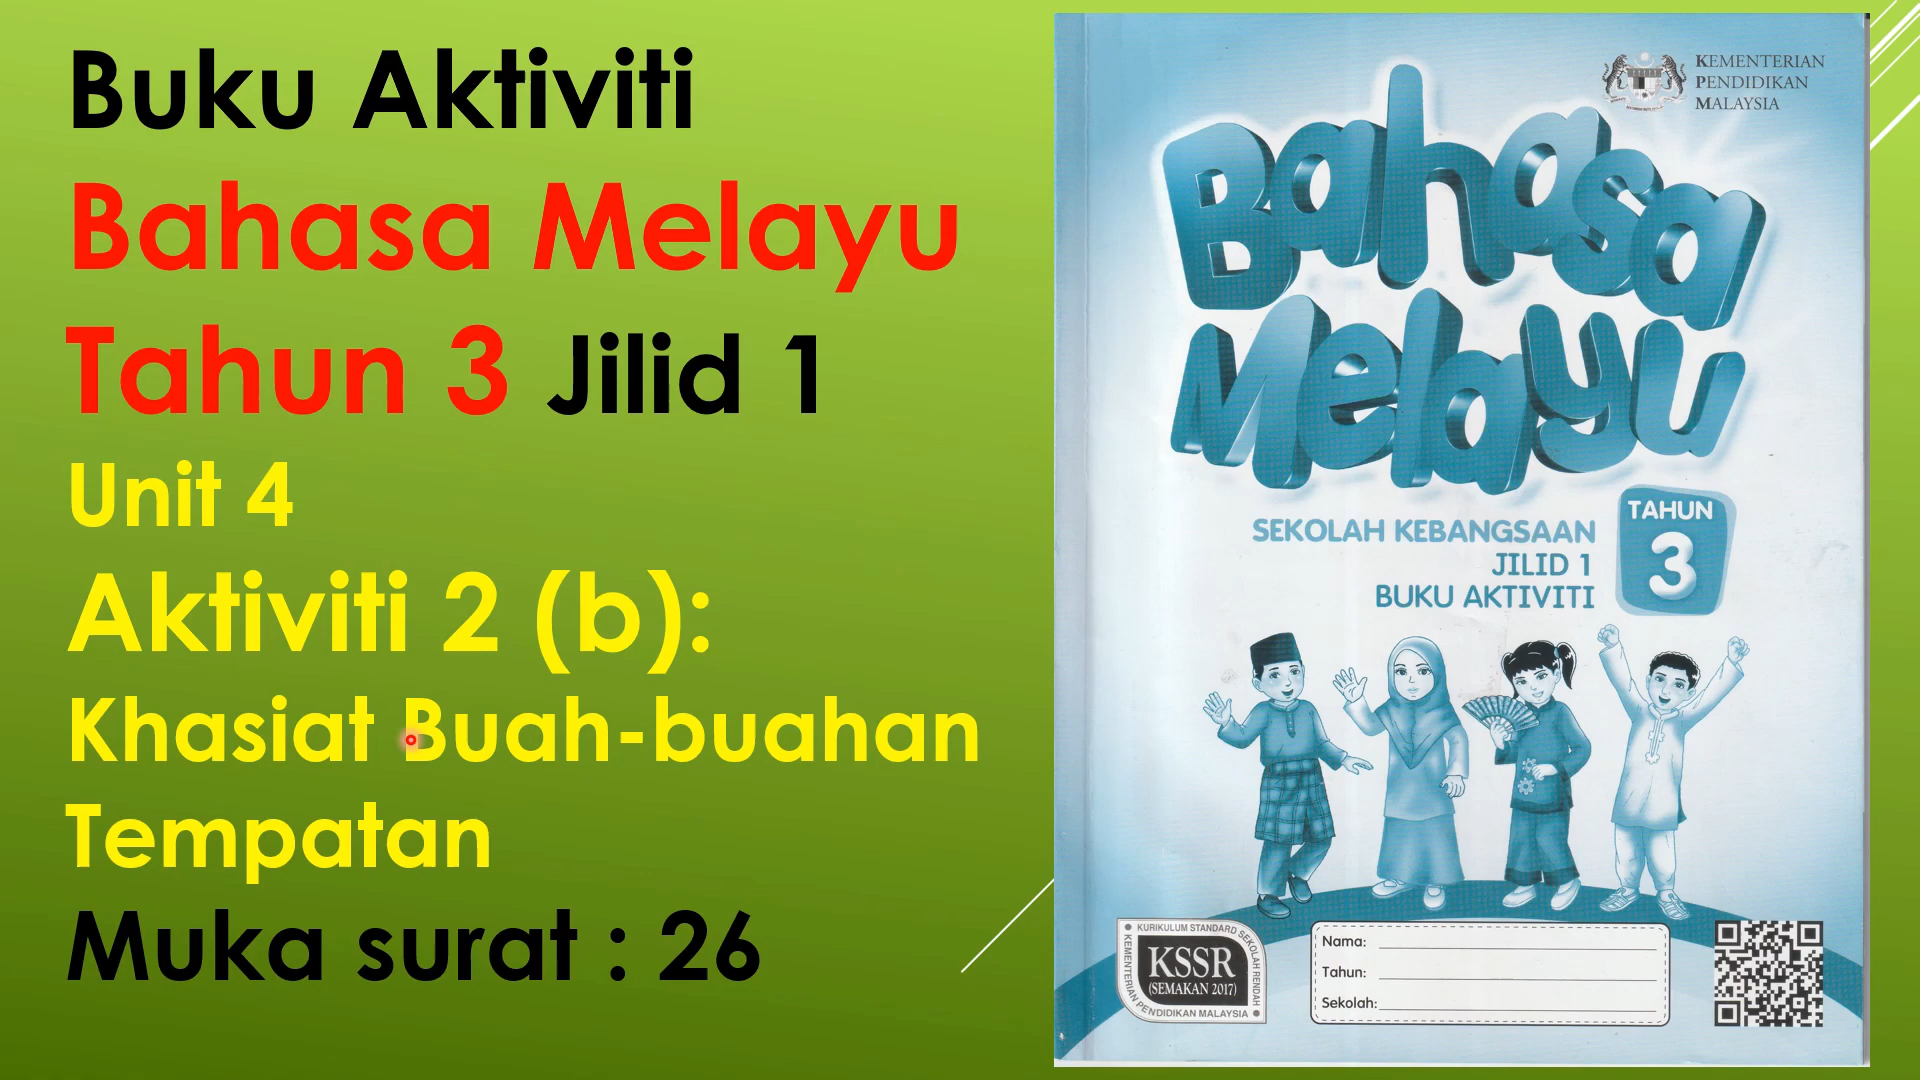 Buku Aktiviti
Bahasa Melayu
Tahun 3 Jilid 1
Unit 4
Aktiviti 2 (b):
Khasiat Buah-buahan
Tempatan
Muka surat : 26
KEMENTERIAN
PENDIDIKAN
MALAYSIA
Bahasa
Melayu
SEKOLAH KEBANGSAAN
JILID 1
BUKU AKTIVITI
TAHUN
3
KURIKULUM STANDARD SEKOLAH RENDAH
KEMENTERIAN PENDIDIKAN MALAYSIA
KSSR
(SEMAKAN 2017)
Nama:
Tahun:
Sekolah: